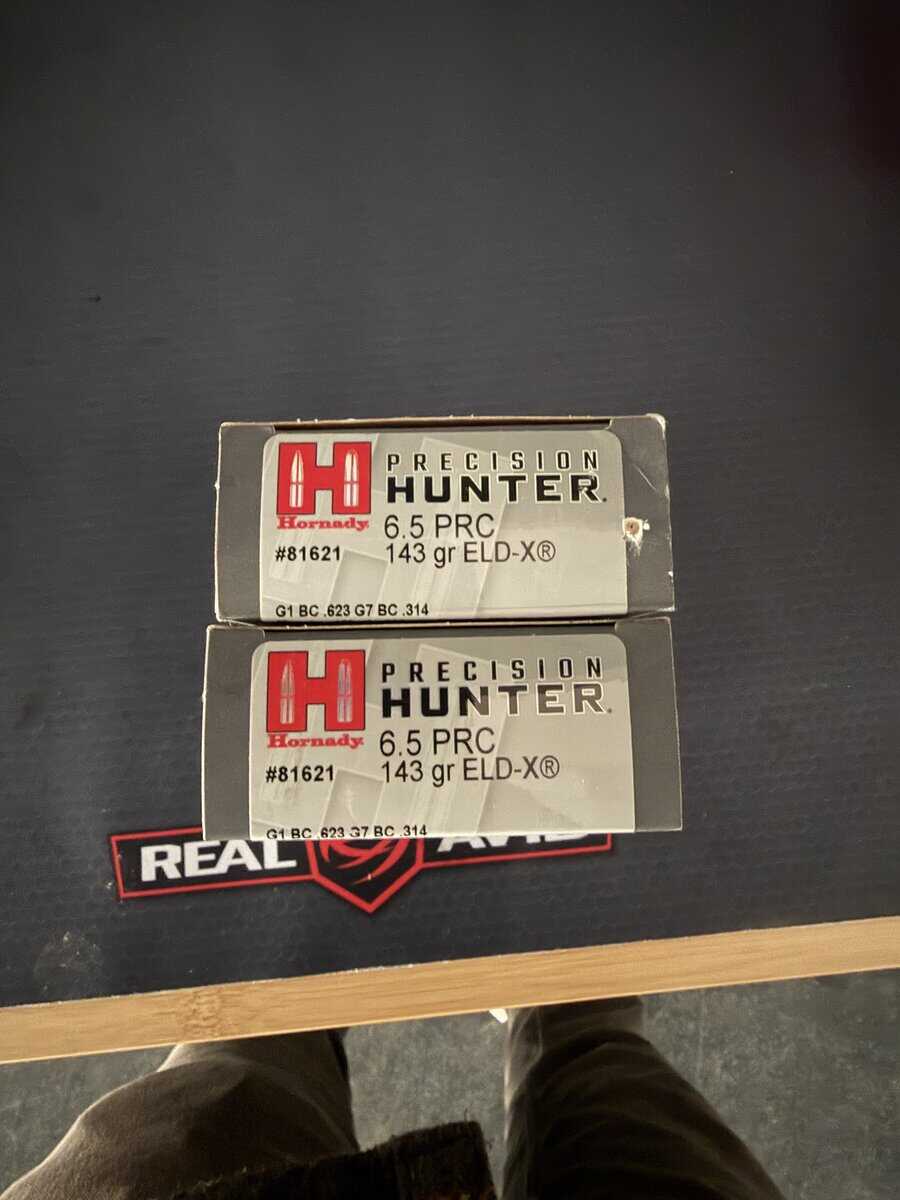 PRECISION
HUNTER®
Hornady®
6.5 PRC
#81621
143 gr ELD-X®
G1 BC .623 G7 BC .314
PRECISION
HUNTER®
Hornady®
6.5 PRC
#81621
143 gr ELD-X®
G1 BC .623 G7 BC .314
REAL